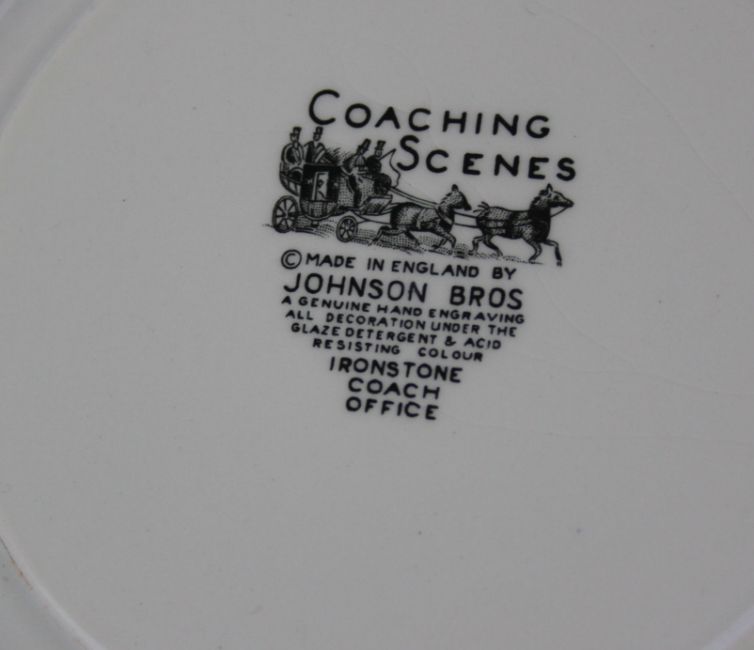 COACHING
SCENES
© MADE IN ENGLAND BY
JOHNSON BROS
A GENUINE HAND ENGRAVING
ALL DECORATION UNDER THE
GLAZE DETERGENT & ACID
RESISTING COLOUR
IRONSTONE
COACH
OFFICE